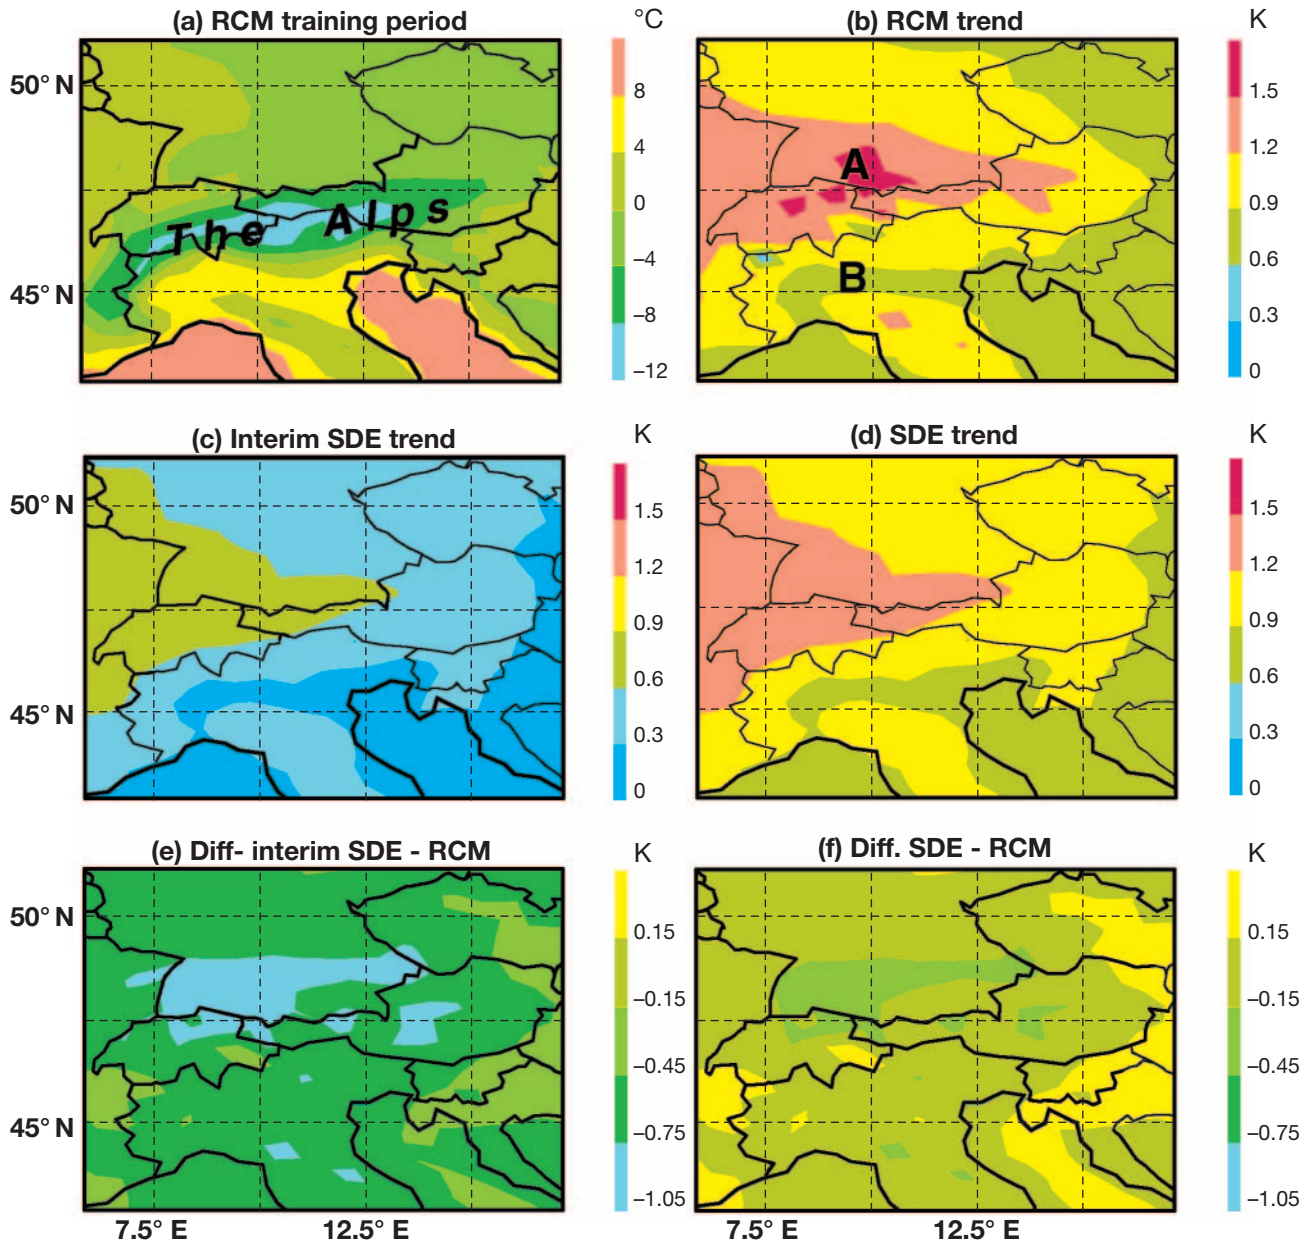 (a) RCM training period
°C
(b) RCM trend
K
50° N
45° N
The Alps
8
4
0
−4
−8
−12
A
B
1.5
1.2
0.9
0.6
0.3
0
(c) Interim SDE trend
K
(d) SDE trend
K
50° N
45° N
1.5
1.2
0.9
0.6
0.3
0
1.5
1.2
0.9
0.6
0.3
0
(e) Diff- interim SDE - RCM
K
(f) Diff. SDE - RCM
K
50° N
45° N
0.15
−0.15
−0.45
−0.75
−1.05
0.15
−0.15
−0.45
−0.75
−1.05
7.5° E
12.5° E
7.5° E
12.5° E